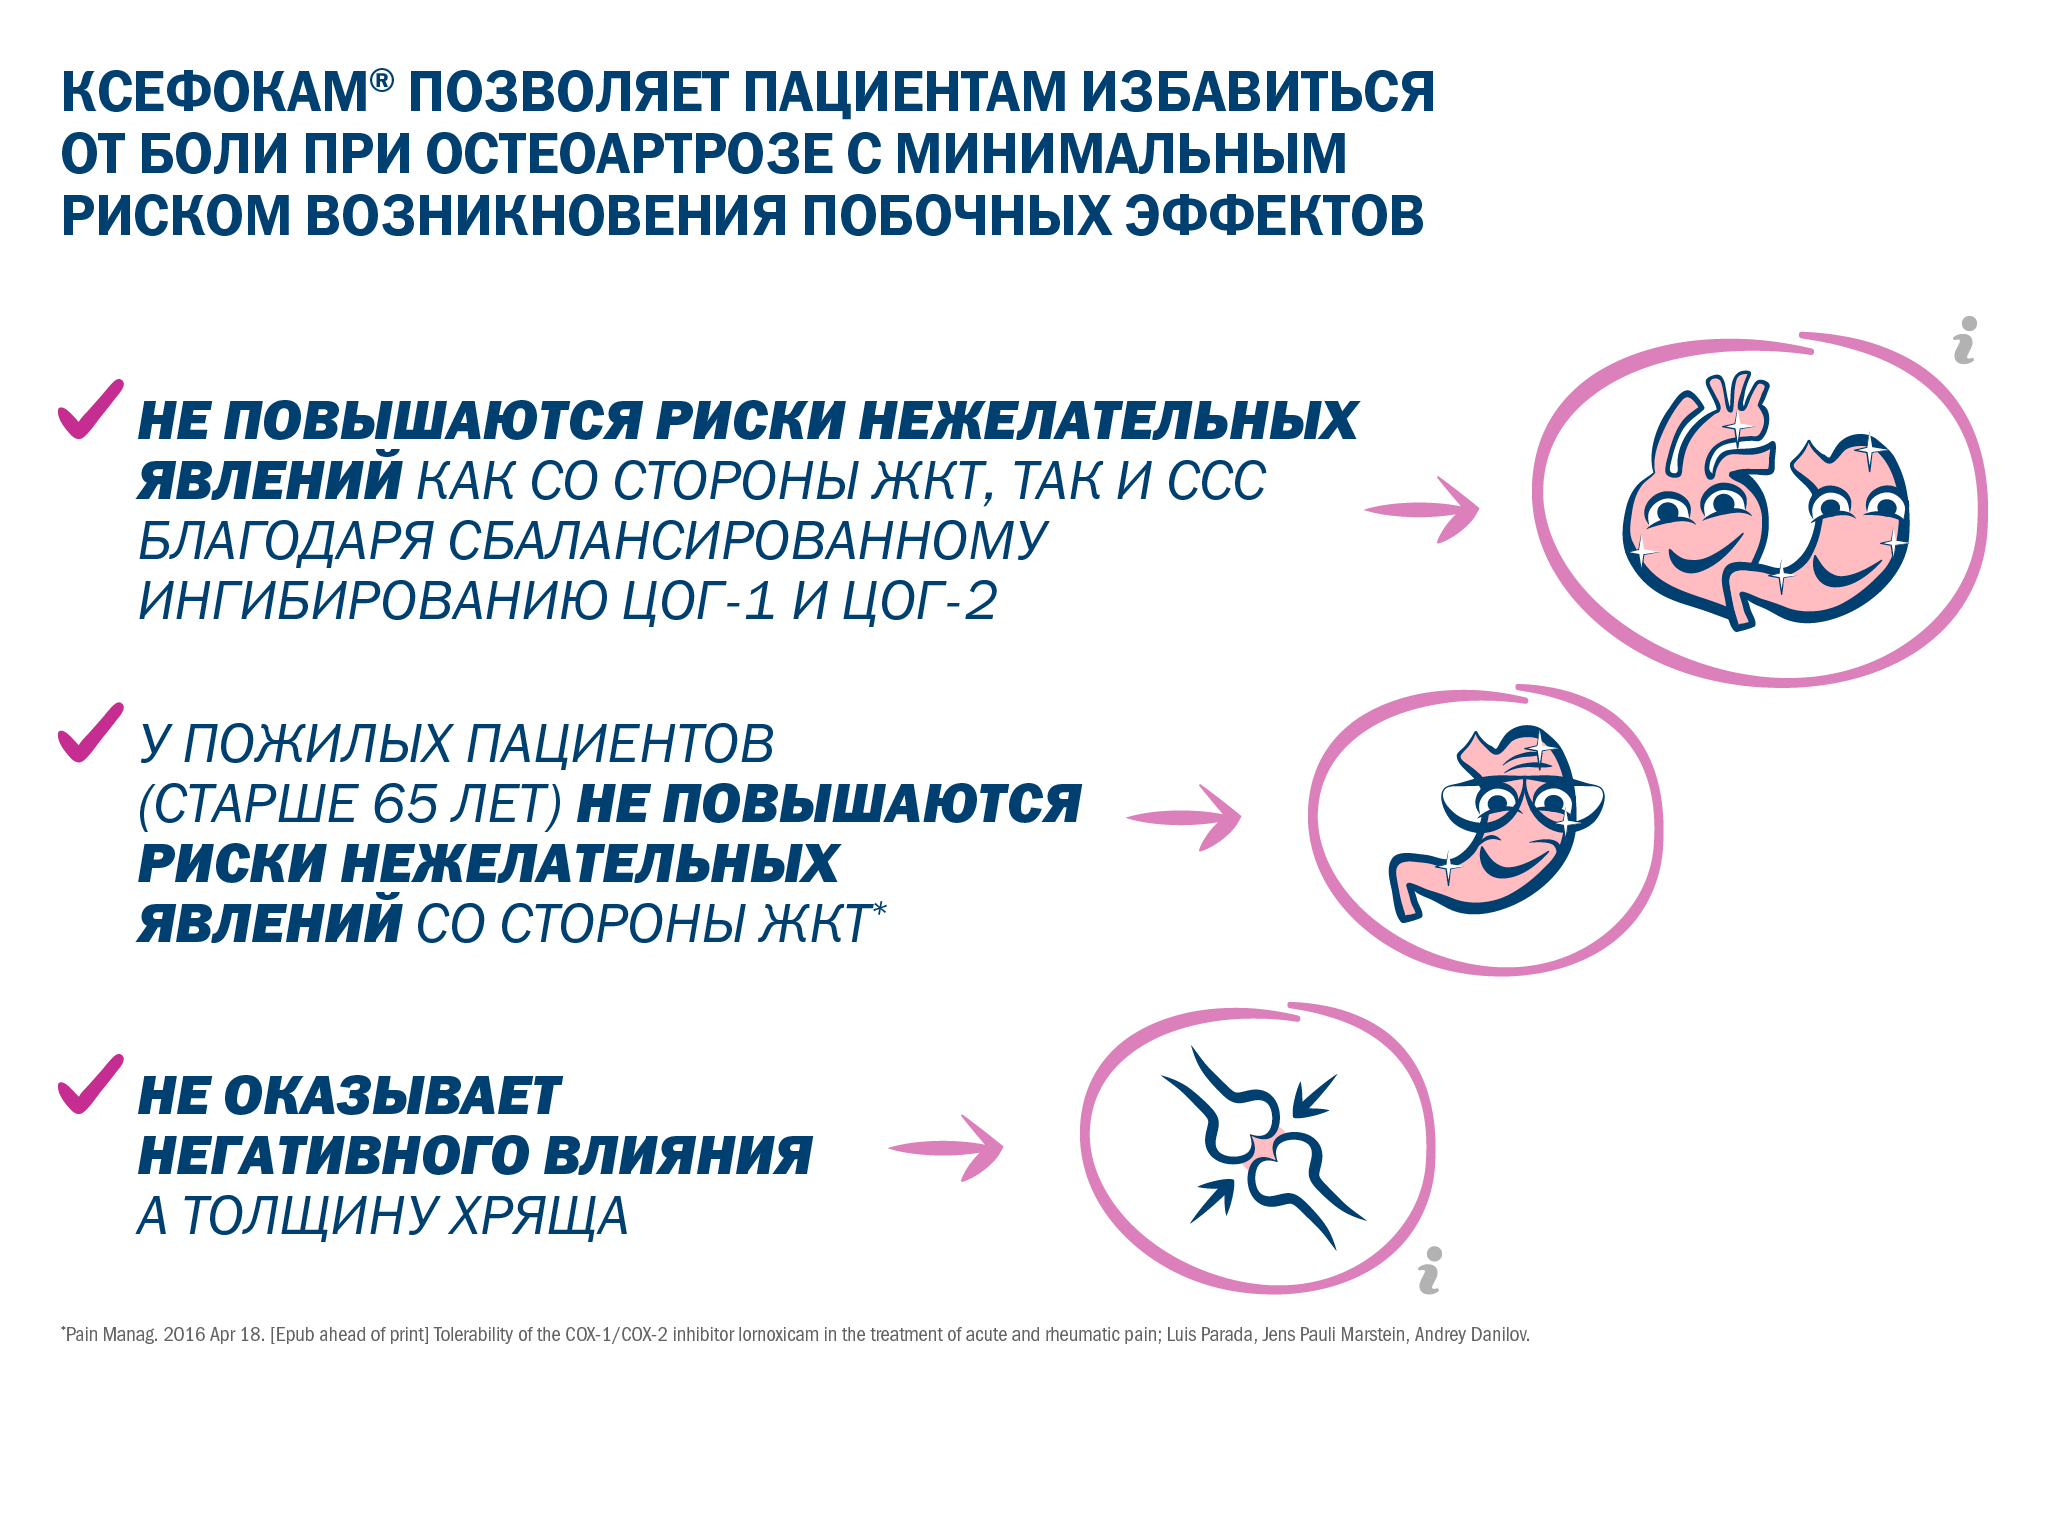 КСЕФОКАМ® ПОЗВОЛЯЕТ ПАЦИЕНТАМ ИЗБАВИТЬСЯ
ОТ БОЛИ ПРИ ОСТЕОАРТРОЗЕ С МИНИМАЛЬНЫМ
РИСКОМ ВОЗНИКНОВЕНИЯ ПОБОЧНЫХ ЭФФЕКТОВ
НЕ ПОВЫШАЮТСЯ РИСКИ НЕЖЕЛАТЕЛЬНЫХ
ЯВЛЕНИЙ КАК СО СТОРОНЫ ЖКТ, ТАК И ССС
БЛАГОДАРЯ СБАЛАНСИРОВАННОМУ
ИНГИБИРОВАНИЮ ЦОГ-1 И ЦОГ-2
i
У ПОЖИЛЫХ ПАЦИЕНТОВ
(СТАРШЕ 65 ЛЕТ) НЕ ПОВЫШАЮТСЯ
РИСКИ НЕЖЕЛАТЕЛЬНЫХ
ЯВЛЕНИЙ СО СТОРОНЫ ЖКТ*
НЕ ОКАЗЫВАЕТ
НЕГАТИВНОГО ВЛИЯНИЯ
А ТОЛЩИНУ ХРЯЩА
i
*Pain Manag. 2016 Apr 18. [Epub ahead of print] Tolerability of the COX-1/COX-2 inhibitor lornoxicam in the treatment of acute and rheumatic pain; Luis Parada, Jens Pauli Marstein, Andrey Danilov.